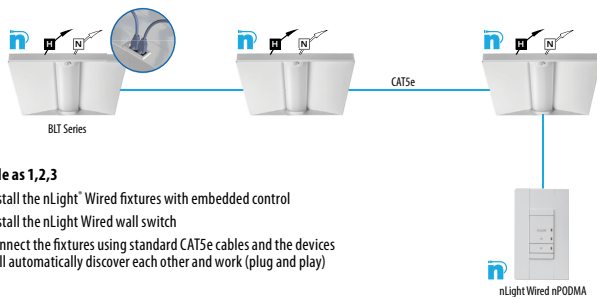 n H N
n H N
n H N
CAT5e
BLT Series
le as 1,2,3
stall the nLight® Wired fixtures with embedded control
stall the nLight Wired wall switch
nnect the fixtures using standard CAT5e cables and the devices
ll automatically discover each other and work (plug and play)
n
nLight Wired nPODMA